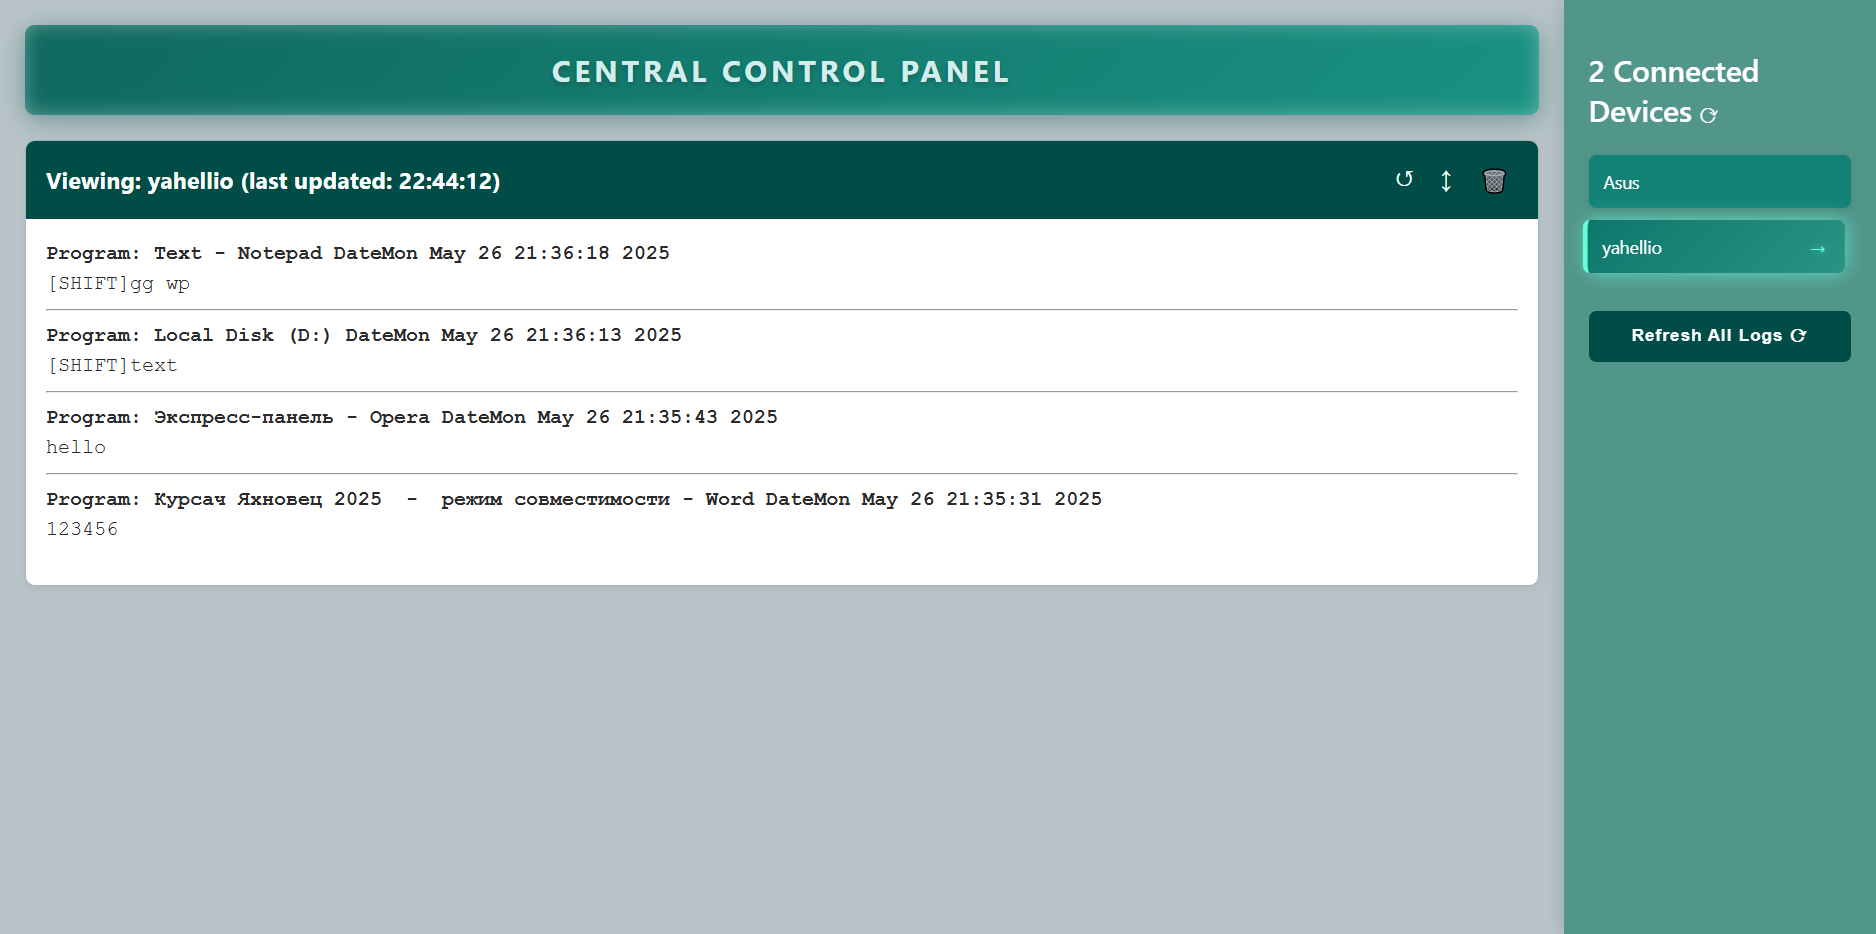 CENTRAL CONTROL PANEL
Viewing: yahellio (last updated: 22:44:12)
Program: Text - Notepad DateMon May 26 21:36:18 2025
[SHIFT]gg wp
Program: Local Disk (D:) DateMon May 26 21:36:13 2025
[SHIFT]text
Program: Экспресс-панель - Opera DateMon May 26 21:35:43 2025
hello
Program: Курсач Яхновец 2025  -  режим совместимости - Word DateMon May 26 21:35:31 2025
123456
2 Connected
Devices
Asus
yahellio →
Refresh All Logs